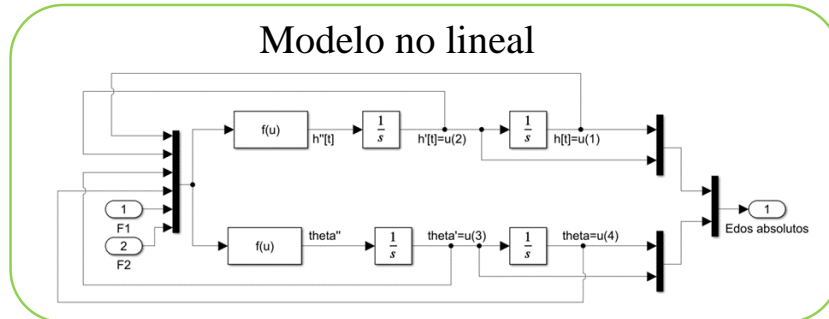 Modelo no lineal
f(u)
h"[t]
1
s
h'[t]=u(2)
1
s
h[t]=u(1)
1
F1
2
F2
f(u)
theta"
1
s
theta'=u(3)
1
s
theta=u(4)
1
Edos absolutos